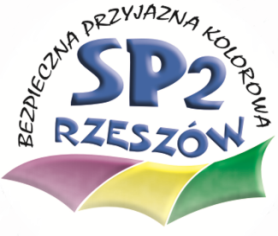 BEZPIECZNA PRZYJAZNA KOLOROWA
SP2
RZESZÓW